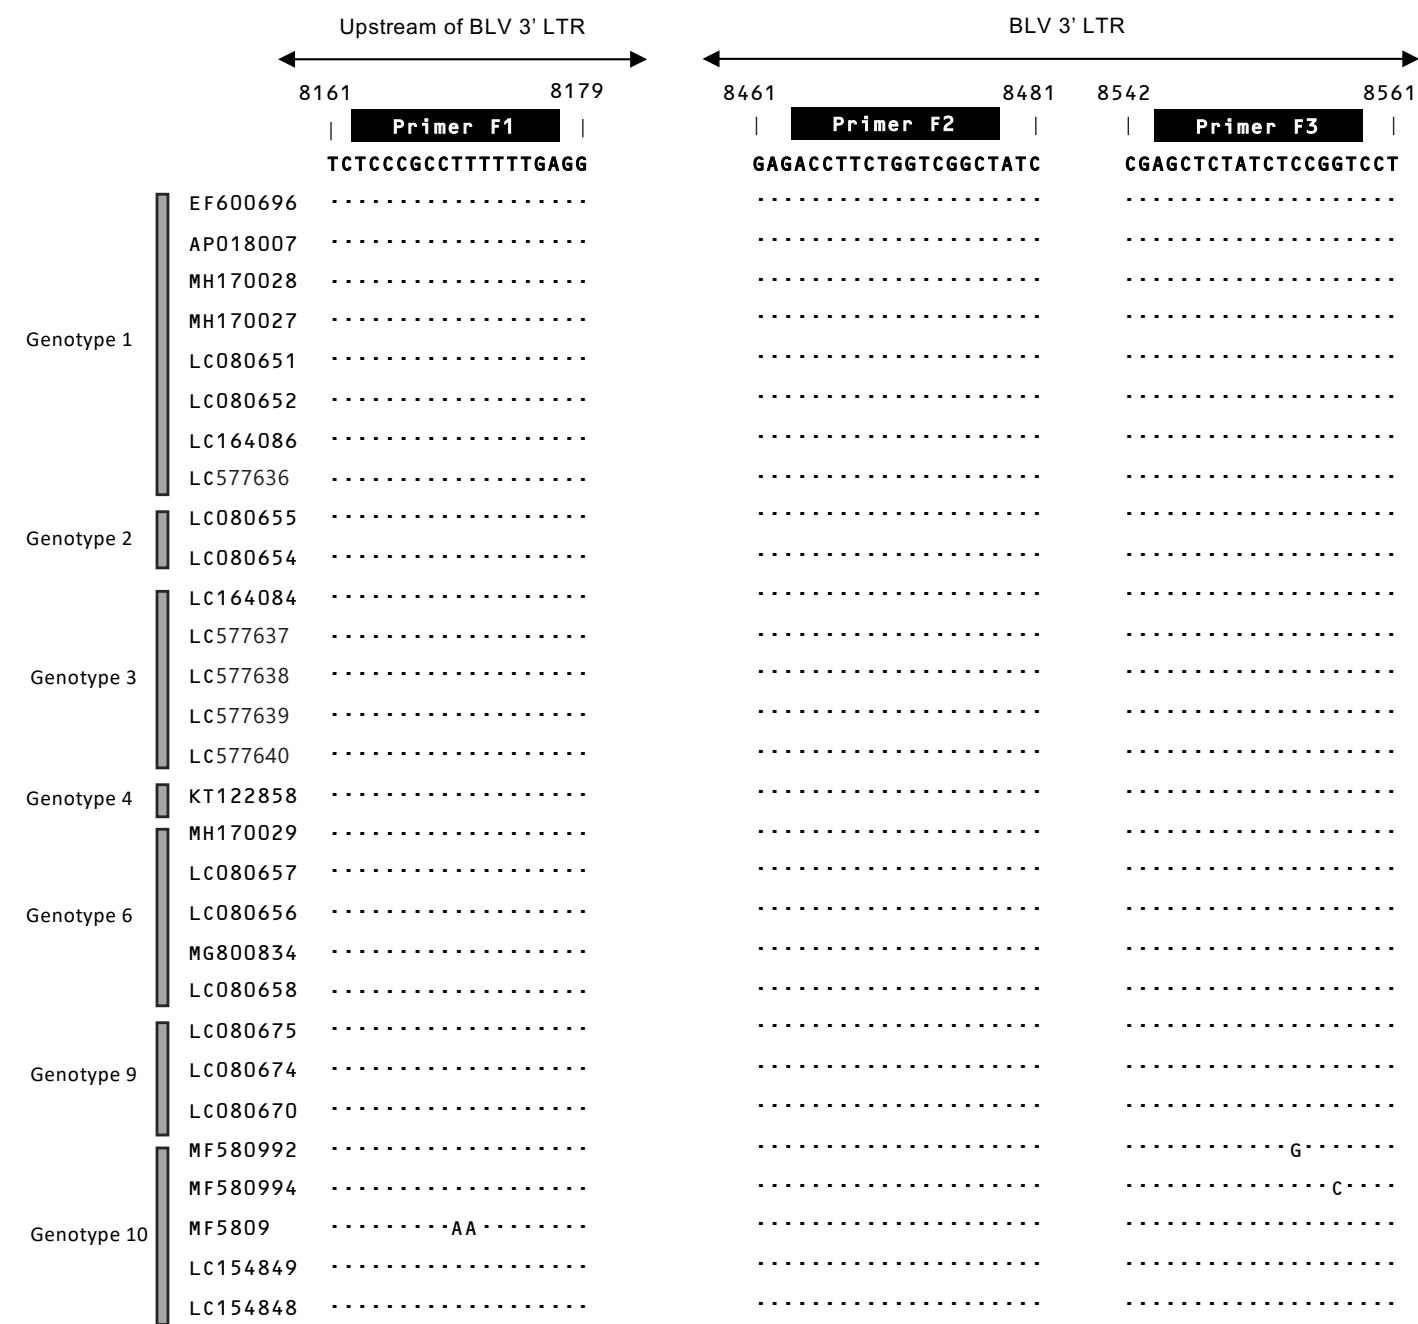 Upstream of BLV 3’ LTR BLV 3’ LTR
8161 8179 8461 8481 8542 8561
| Primer F1 | | Primer F2 | | Primer F3 |
TCTCCCGCCTTTTTTGAGG GAGACCTTCTGGTCGGCTATC CGAGCTCTATCTCCGGTCCT
Genotype 1
EF600696 ................... ..................... ....................
AP018007 ................... ..................... ....................
MH170028 ................... ..................... ....................
MH170027 ................... ..................... ....................
LC080651 ................... ..................... ....................
LC080652 ................... ..................... ....................
LC164086 ................... ..................... ....................
LC577636 ................... ..................... ....................
Genotype 2
LC080655 ................... ..................... ....................
LC080654 ................... ..................... ....................
Genotype 3
LC164084 ................... ..................... ....................
LC577637 ................... ..................... ....................
LC577638 ................... ..................... ....................
LC577639 ................... ..................... ....................
LC577640 ................... ..................... ....................
Genotype 4
KT122858 ................... ..................... ....................
Genotype 6
MH170029 ................... ..................... ....................
LC080657 ................... ..................... ....................
LC080656 ................... ..................... ....................
MG800834 ................... ..................... ....................
LC080658 ................... ..................... ....................
Genotype 9
LC080675 ................... ..................... ....................
LC080674 ................... ..................... ....................
LC080670 ................... ..................... ....................
Genotype 10
MF580992 ................... ..................... ............G.......
MF580994 ................... ..................... ...............C....
MF5809 .........AA........ ..................... ....................
LC154849 ................... ..................... ....................
LC154848 ................... ..................... ....................